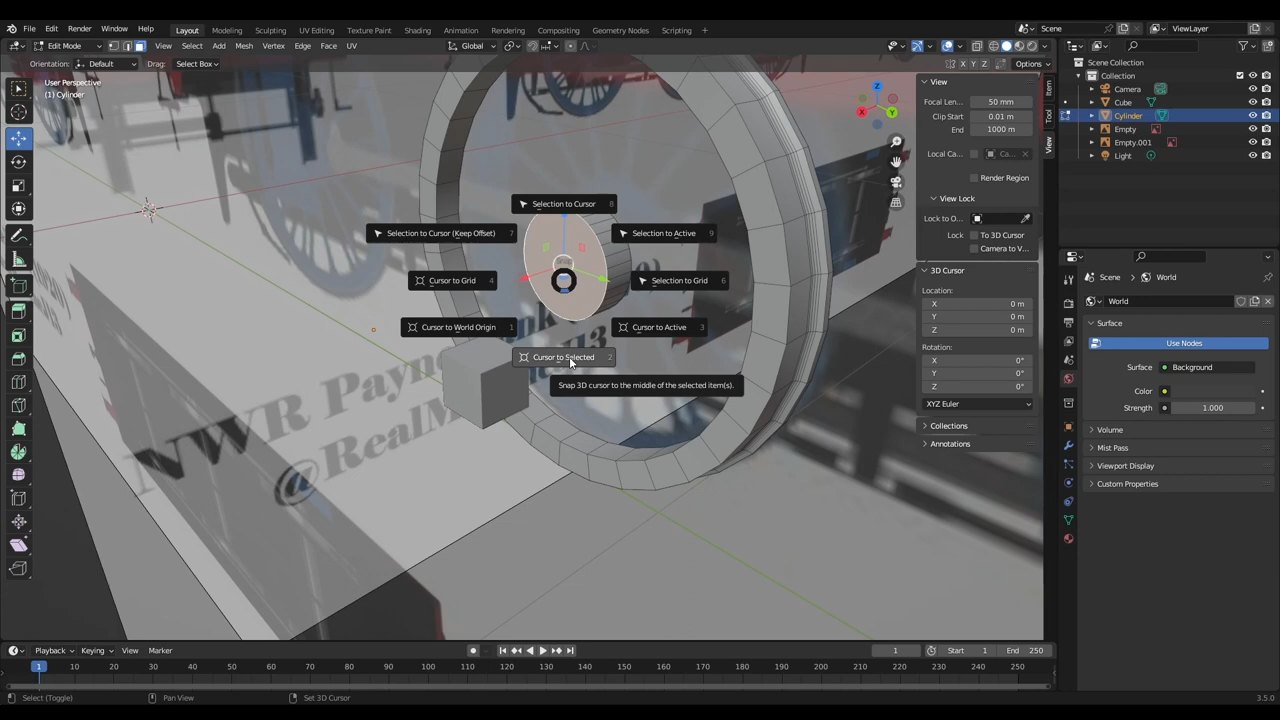 File Edit Render Window Help Layout Modeling Sculpting UV Editing Texture Paint Shading Animation Rendering Compositing Geometry Nodes Scripting + Scene ViewLayer
Edit Mode View Select Add Mesh Vertex Edge Face UV Global
Orientation: Default Drag: Select Box X Y Z Options
User Perspective
(1) Cylinder
Z
X Y
Selection to Cursor 8
Selection to Cursor (Keep Offset) 7
Selection to Active 9
Snap
Cursor to Grid 4
Selection to Grid 6
Cursor to World Origin 1
Cursor to Active 3
Cursor to Selected 2
Snap 3D cursor to the middle of the selected item(s).
NWR Payne
View
Focal Len... 50 mm
Clip Start 0.01 m
End 1000 m
Local Ca... Ca...
Render Region
View Lock
Lock to O...
Lock To 3D Cursor
Camera to V...
3D Cursor
Location:
X 0 m
Y 0 m
Z 0 m
Rotation:
X 0°
Y 0°
Z 0°
XYZ Euler
Collections
Annotations
Item
Tool
View
Scene Collection
Collection
Camera
Cube
Cylinder
Empty
Empty.001
Light
Scene World
World
Surface
Use Nodes
Surface Background
Color
Strength 1.000
Volume
Mist Pass
Viewport Display
Custom Properties
Playback Keying View Marker 1 Start 1 End 250
1 10 20 30 40 50 60 70 80 90 100 110 120 130 140 150 160 170 180 190 200 210 220 230 240 250
Select (Toggle) Pan View Set 3D Cursor 3.5.0